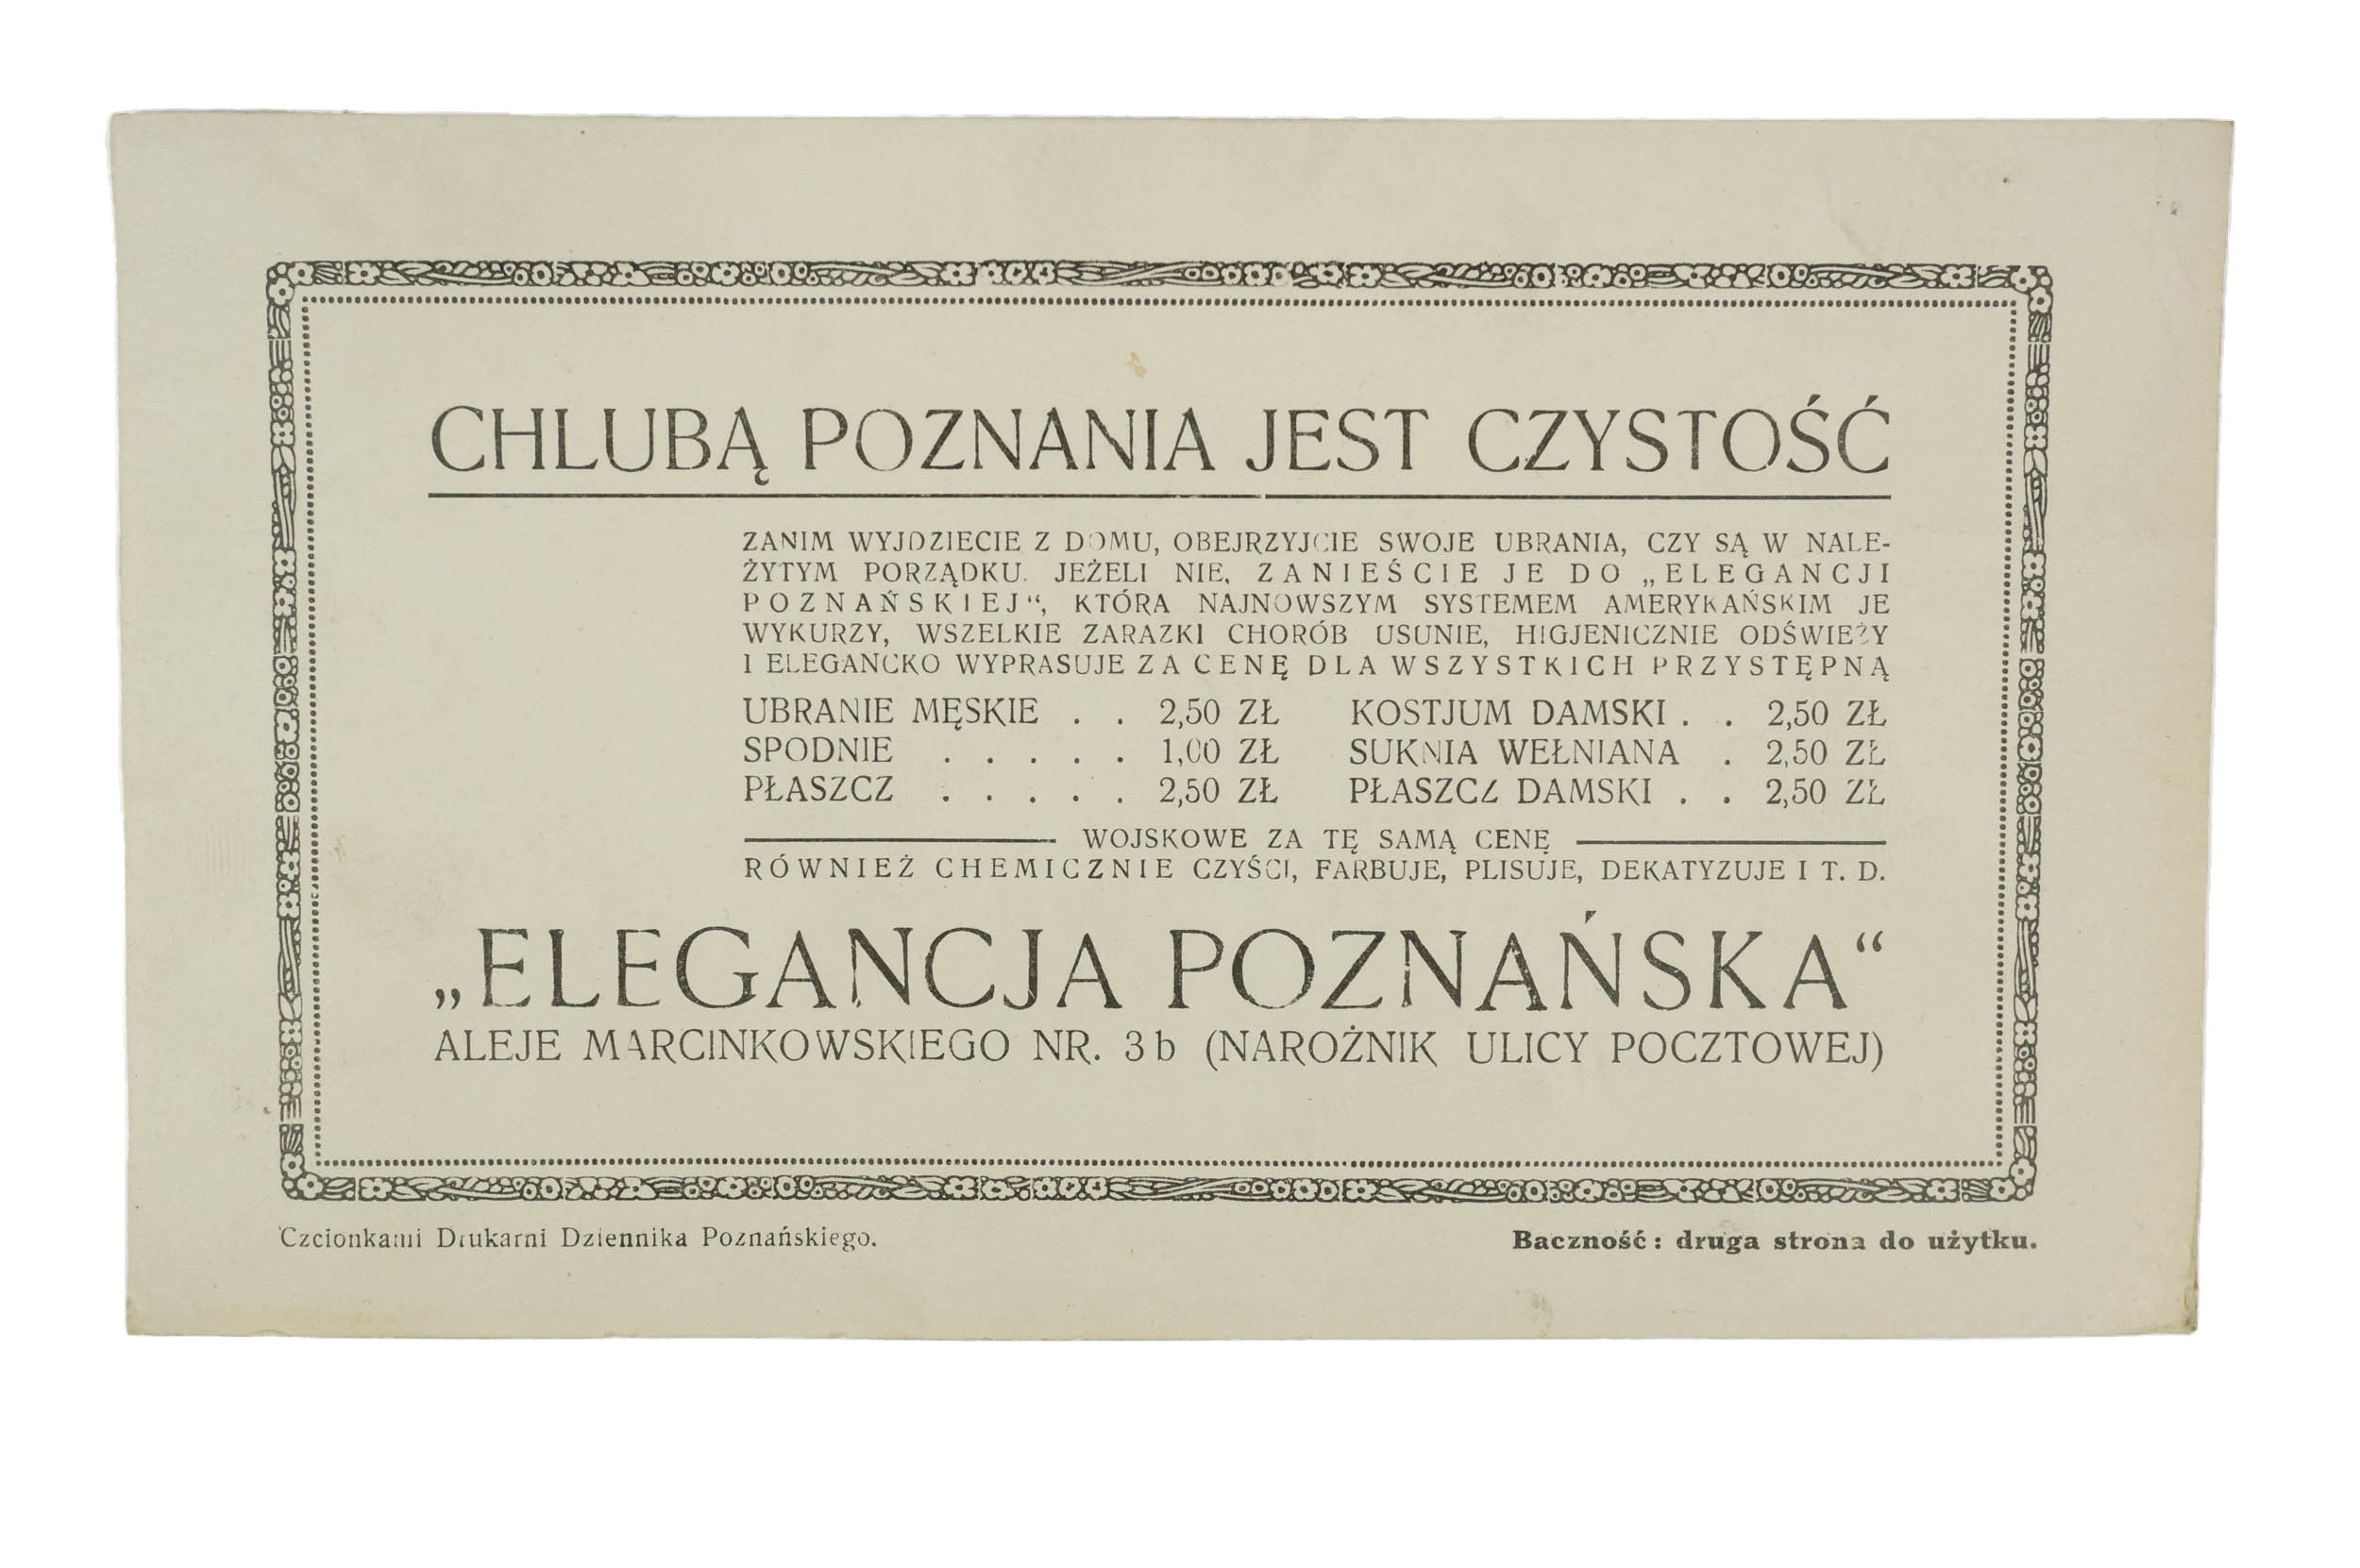 CHLUBĄ POZNANIA JEST CZYSTOŚĆ
ZANIM WYJDZIECIE Z DOMU, OBEJRZYJCIE SWOJE UBRANIA, CZY SĄ W NALE-
ŻYTYM PORZĄDKU. JEŻELI NIE, ZANIEŚCIE JE DO „ELEGANCJI
POZNAŃSKIEJ“, KTÓRA NAJNOWSZYM SYSTEMEM AMERYKAŃSKIM JE
WYKURZY, WSZELKIE ZARAZKI CHORÓB USUNIE, HIGJENICZNIE ODŚWIEŻY
I ELEGANCKO WYPRASUJE ZA CENĘ DLA WSZYSTKICH PRZYSTĘPNĄ
UBRANIE MĘSKIE . . 2,50 ZŁ KOSTJUM DAMSKI . . 2,50 ZŁ
SPODNIE . . . . . 1,00 ZŁ SUKNIA WEŁNIANA . 2,50 ZŁ
PŁASZCZ . . . . . 2,50 ZŁ PŁASZCZ DAMSKI . . 2,50 ZŁ
WOJSKOWE ZA TĘ SAMĄ CENĘ
RÓWNIEŻ CHEMICZNIE CZYŚCI, FARBUJE, PLISUJE, DEKATYZUJE I T. D.
„ELEGANCJA POZNAŃSKA“
ALEJE MARCINKOWSKIEGO NR. 3b (NAROŻNIK ULICY POCZTOWEJ)
Czcionkami Drukarni Dziennika Poznańskiego. Baczność: druga strona do użytku.